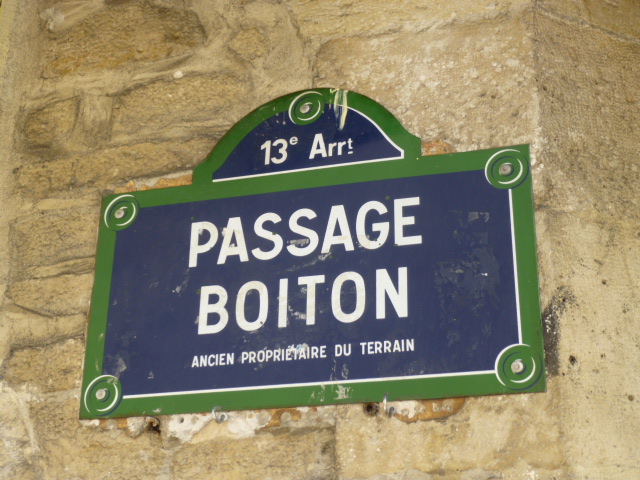 13e Arrt
PASSAGE
BOITON
ANCIEN PROPRIÉTAIRE DU TERRAIN